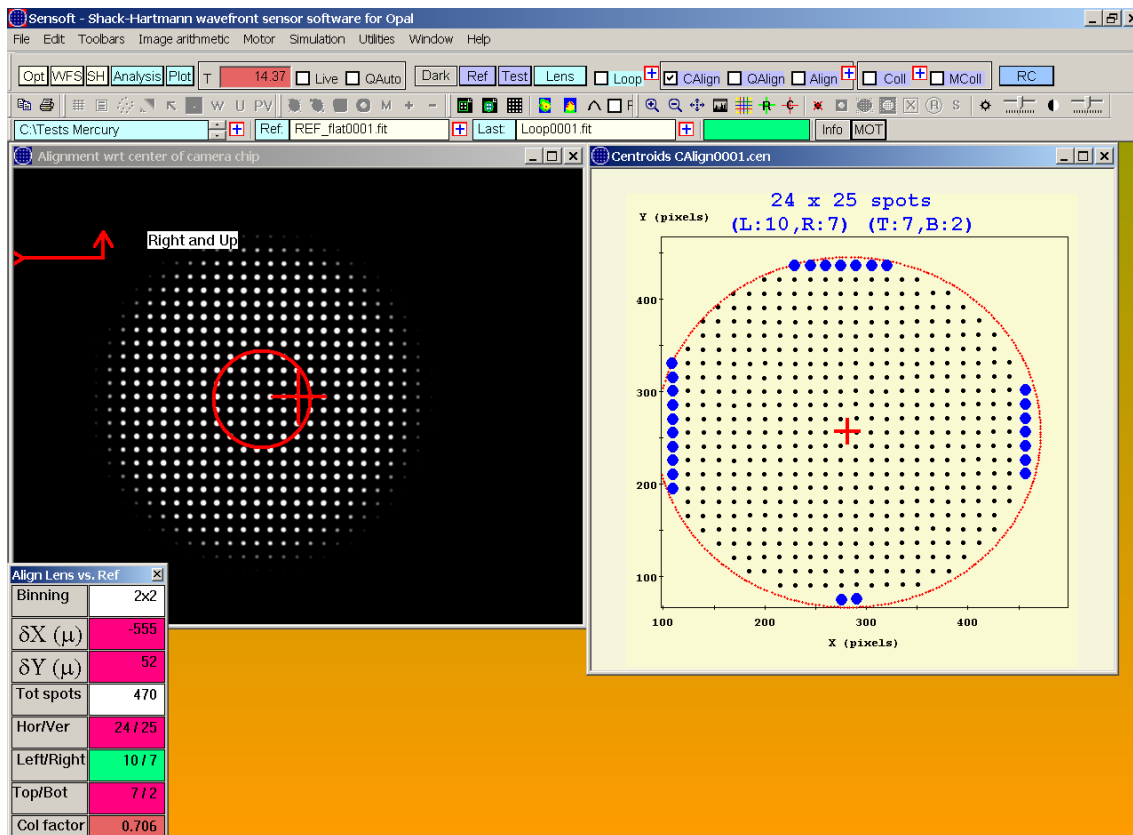 Sensoft - Shack-Hartmann wavefront sensor software for Opal
File Edit Toolbars Image arithmetic Motor Simulation Utilities Window Help
Opt WFS SH Analysis Plot T 14.37 Live QAuto Dark Ref Test Lens Loop CAlign QAlign Align Coll MColl RC
W U PV M F R C X R S
C:\Tests Mercury Ref: REF_flat0001.fit Last: Loop0001.fit Info MOT
Alignment wrt center of camera chip
Right and Up
Centroids CAlign0001.cen
24 x 25 spots
(L:10,R:7) (T:7,B:2)
Y (pixels)
400
300
200
100
100 200 300 400
X (pixels)
Align Lens vs. Ref
Binning 2x2
δX (μ) -555
δY (μ) 52
Tot spots 470
Hor/Ver 24 / 25
Left/Right 10 / 7
Top/Bot 7 / 2
Col factor 0.706